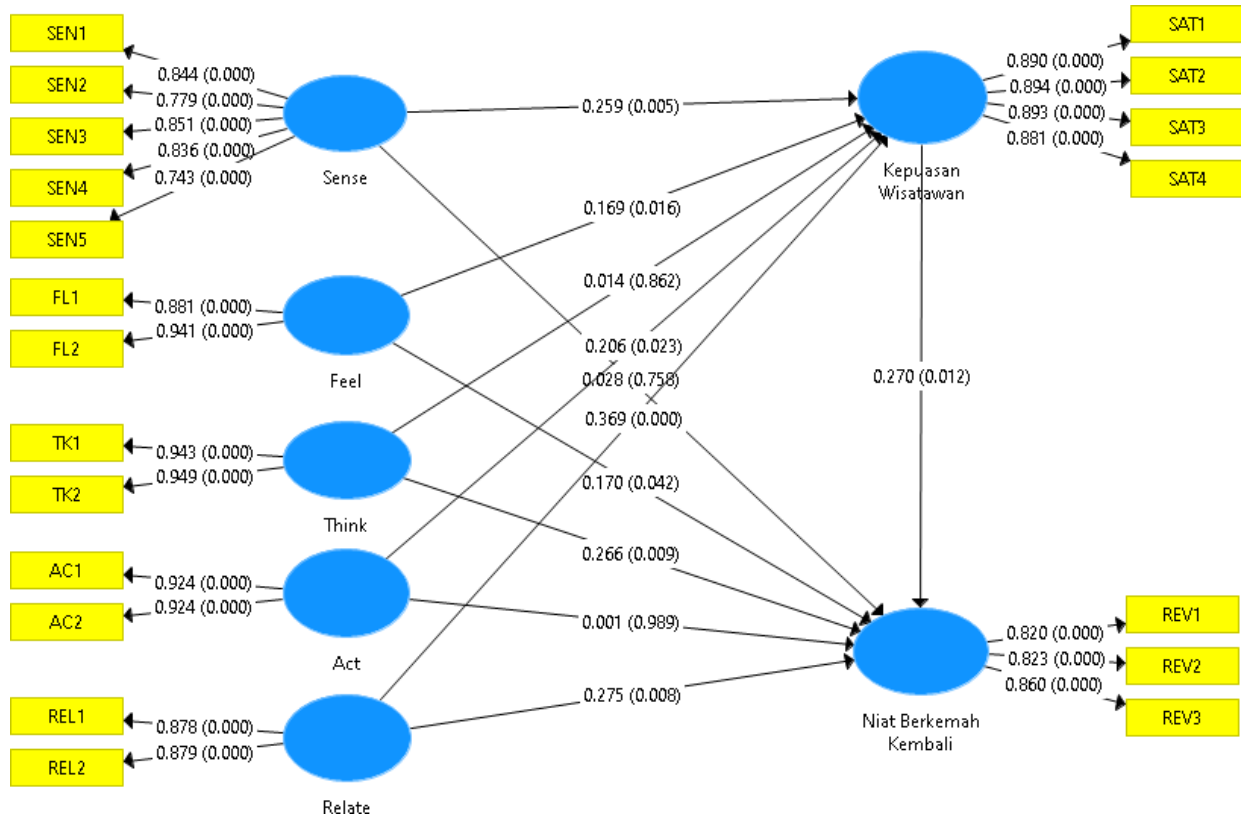 SEN1
SEN2
SEN3
SEN4
SEN5
0.844 (0.000)
0.779 (0.000)
0.851 (0.000)
0.836 (0.000)
0.743 (0.000)
Sense
FL1
FL2
0.881 (0.000)
0.941 (0.000)
Feel
TK1
TK2
0.943 (0.000)
0.949 (0.000)
Think
AC1
AC2
0.924 (0.000)
0.924 (0.000)
Act
REL1
REL2
0.878 (0.000)
0.879 (0.000)
Relate
0.259 (0.005)
0.169 (0.016)
0.014 (0.862)
0.206 (0.023)
0.028 (0.758)
0.369 (0.000)
0.170 (0.042)
0.266 (0.009)
0.001 (0.989)
0.275 (0.008)
Kepuasan
Wisatawan
0.270 (0.012)
Niat Berkemah
Kembali
0.890 (0.000)
0.894 (0.000)
0.893 (0.000)
0.881 (0.000)
SAT1
SAT2
SAT3
SAT4
0.820 (0.000)
0.823 (0.000)
0.860 (0.000)
REV1
REV2
REV3